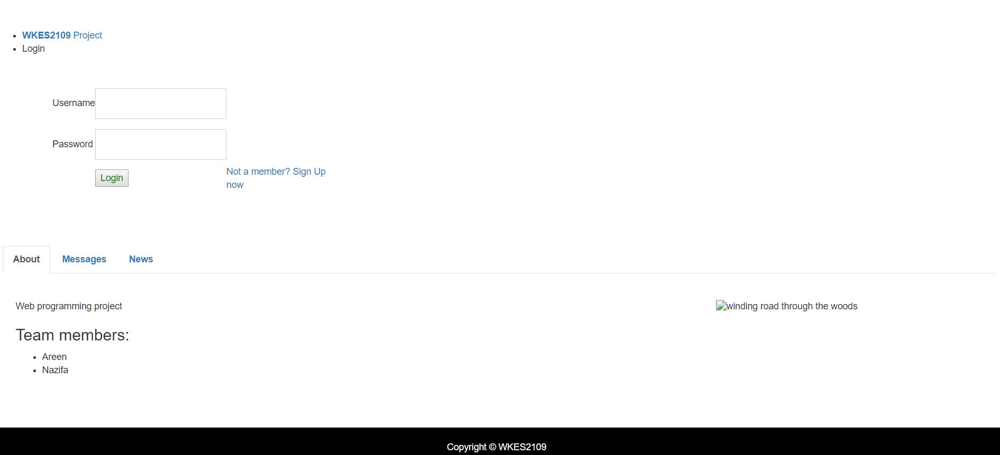 WKES2109 Project
Login
Username
Password
Login
Not a member? Sign Up
now
About Messages News
Web programming project
winding road through the woods
Team members:
Areen
Nazifa
Copyright © WKES2109